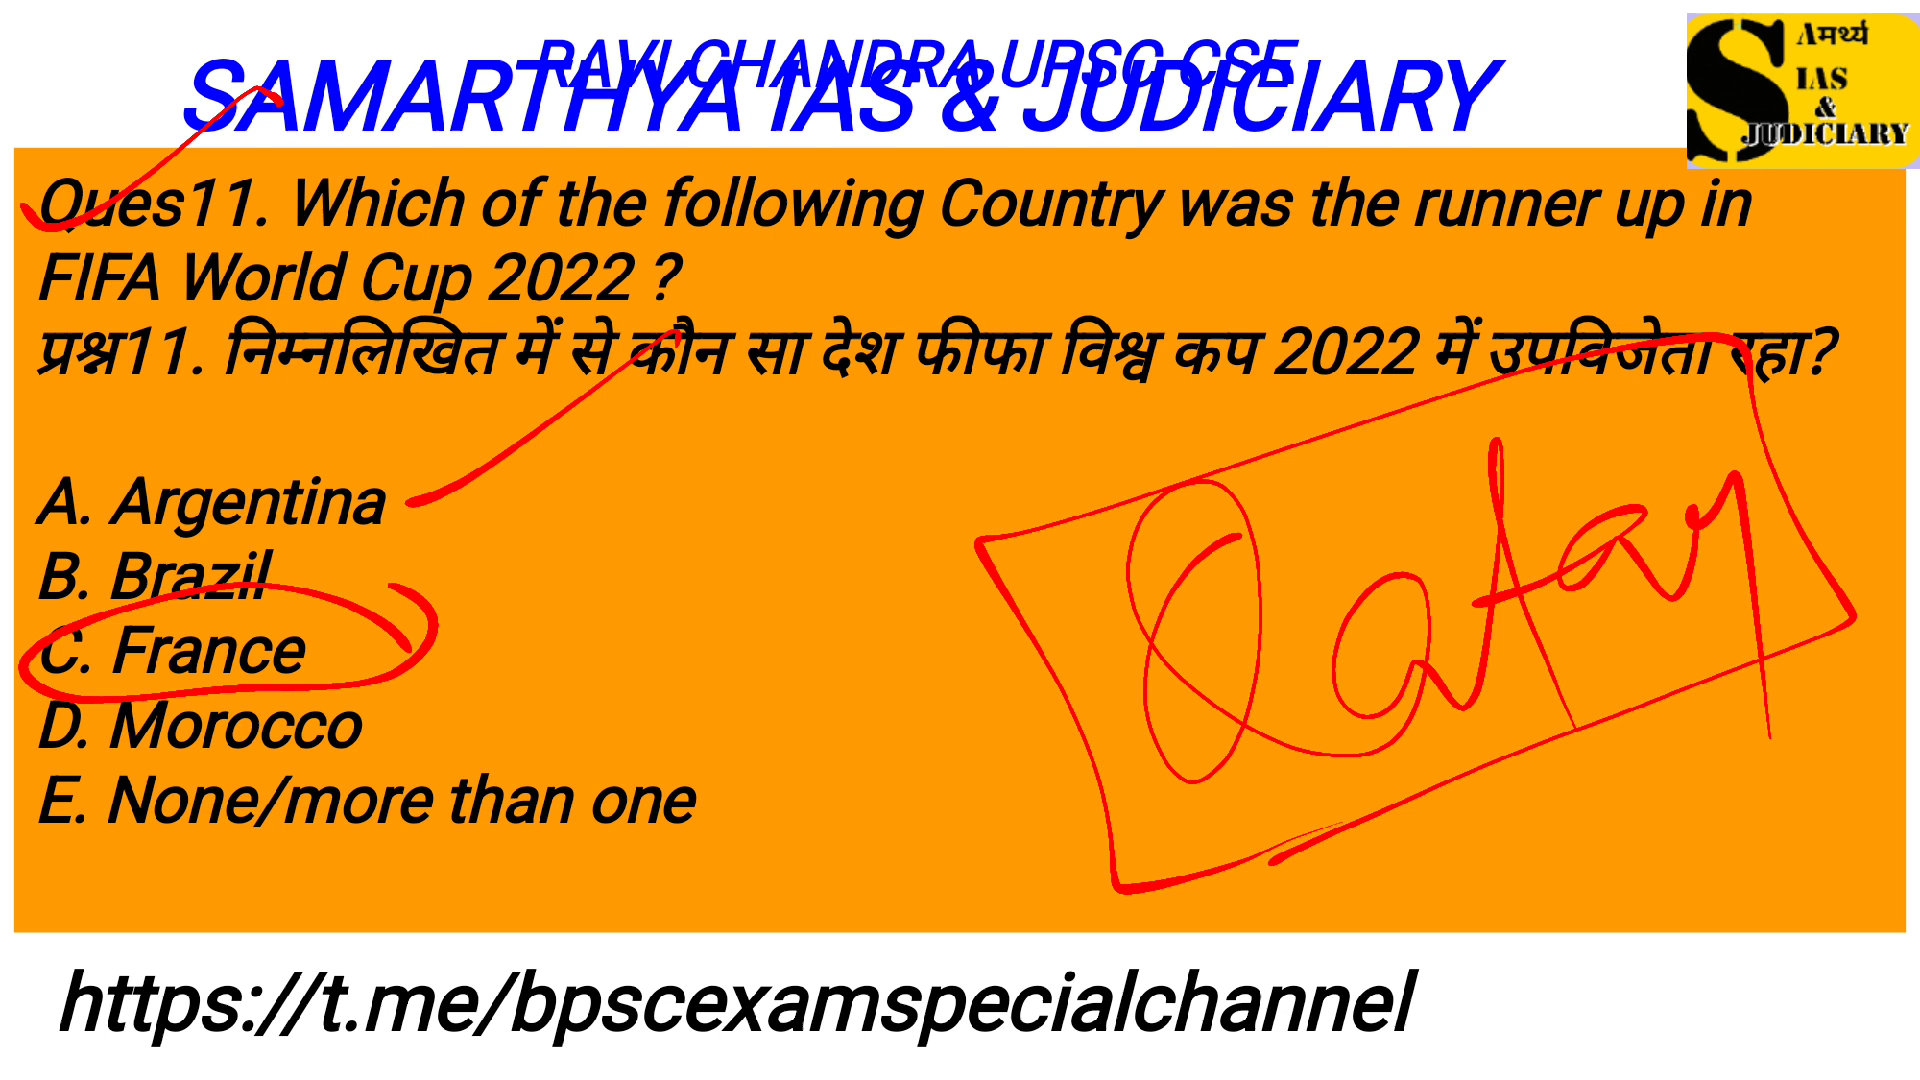 RAVI CHANDRA UPSC CSE
SAMARTHYA IAS & JUDICIARY
SAमर्थ्य
IAS
&
JUDICIARY
Ques11. Which of the following Country was the runner up in
FIFA World Cup 2022 ?
प्रश्न11. निम्नलिखित में से कौन सा देश फीफा विश्व कप 2022 में उपविजेता रहा?
A. Argentina
B. Brazil
C. France
D. Morocco
E. None/more than one
Qatar
https://t.me/bpscexamspecialchannel